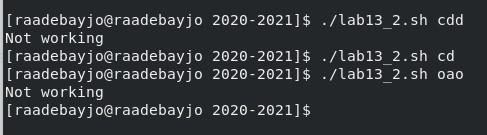 [raadebayjo@raadebayjo 2020-2021]$ ./lab13_2.sh cdd
Not working
[raadebayjo@raadebayjo 2020-2021]$ ./lab13_2.sh cd
[raadebayjo@raadebayjo 2020-2021]$ ./lab13_2.sh oao
Not working
[raadebayjo@raadebayjo 2020-2021]$